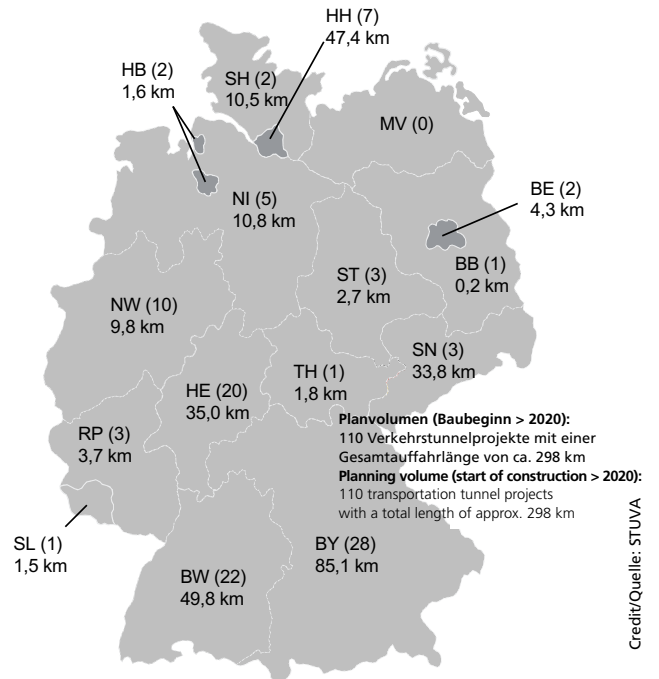 HH (7)
47,4 km
HB (2)
1,6 km
SH (2)
10,5 km
MV (0)
BE (2)
4,3 km
NI (5)
10,8 km
BB (1)
0,2 km
ST (3)
2,7 km
NW (10)
9,8 km
SN (3)
33,8 km
TH (1)
1,8 km
HE (20)
35,0 km
Planvolumen (Baubeginn > 2020):
110 Verkehrstunnelprojekte mit einer
Gesamtauffahrlänge von ca. 298 km
Planning volume (start of construction > 2020):
110 transportation tunnel projects
with a total length of approx. 298 km
RP (3)
3,7 km
SL (1)
1,5 km
BY (28)
85,1 km
BW (22)
49,8 km
Credit/Quelle: STUVA